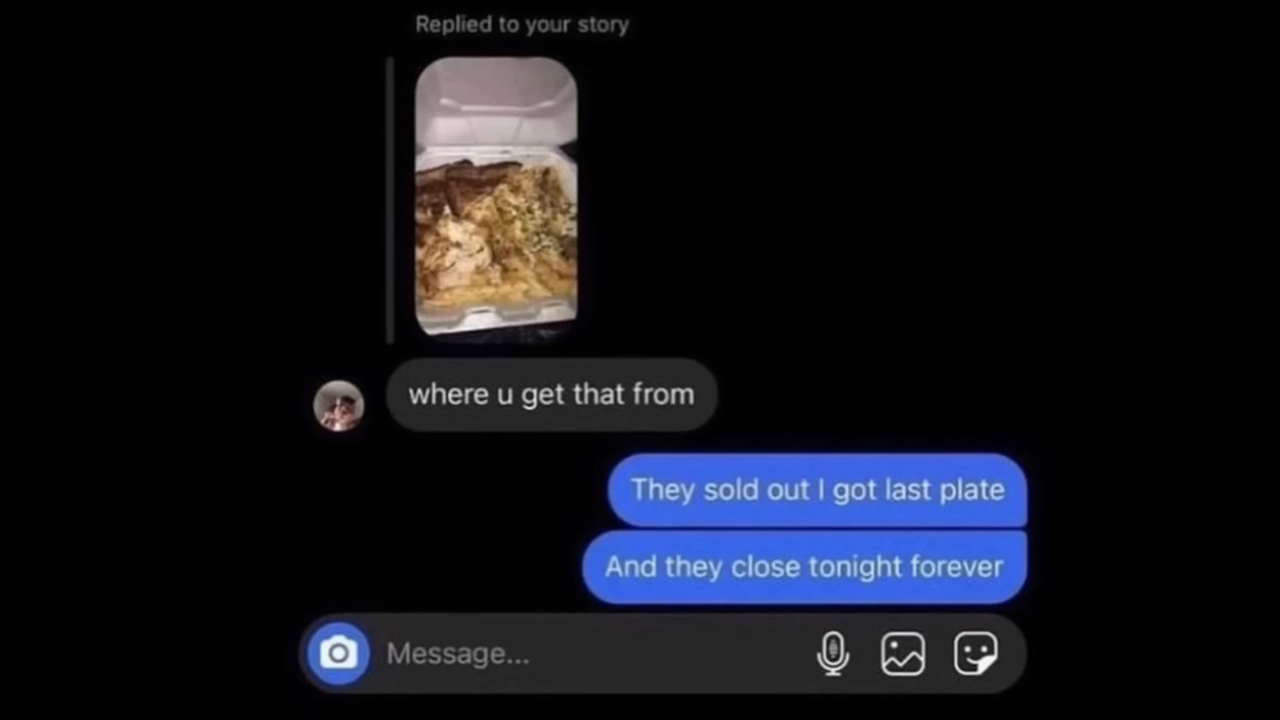 Replied to your story
where u get that from
They sold out I got last plate
And they close tonight forever
Message...